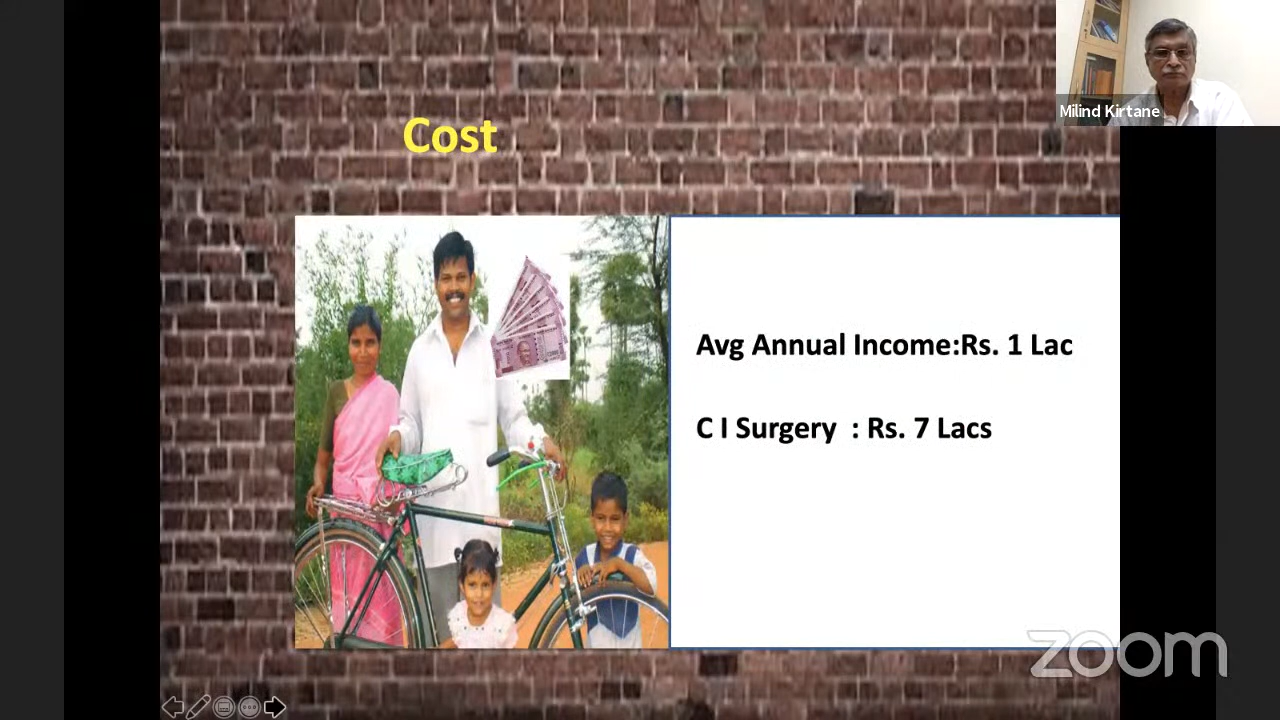 Milind Kirtane
Cost
Avg Annual Income:Rs. 1 Lac
C I Surgery : Rs. 7 Lacs
zoom